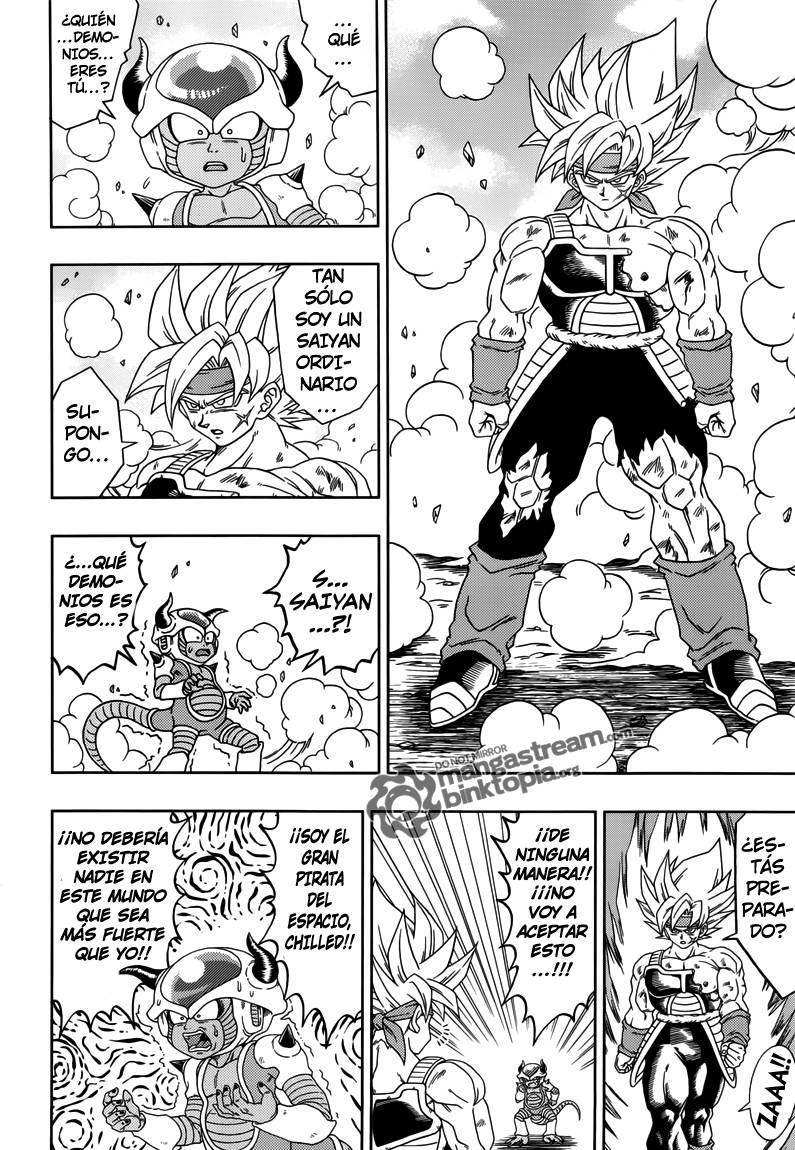 QUÉ
...
¿QUIÉN
...DEMO-
NIOS...
ERES
TÚ...?
TAN
SÓLO
SOY UN
SAIYAN
ORDI-
NARIO
...
SU-
PON-
GO...
S...
SAIYAN
...?!
¿...QUÉ
DEMO-
NIOS ES
ESO...?
¿ES-
TÁS
PRE-
PARA-
DO?
ZAAA!!
¡¡DE
NINGUNA
MANERA!!
¡¡¡NO
VOY A
ACEPTAR
ESTO
...!!!
¡¡SOY EL
GRAN
PIRATA
DEL
ESPACIO,
CHILLED!!
¡¡NO DEBERÍA
EXISTIR
NADIE EN
ESTE MUNDO
QUE SEA
MÁS FUERTE
QUE YO!!
DO NOT MIRROR
mangastream.com
binktopia.org